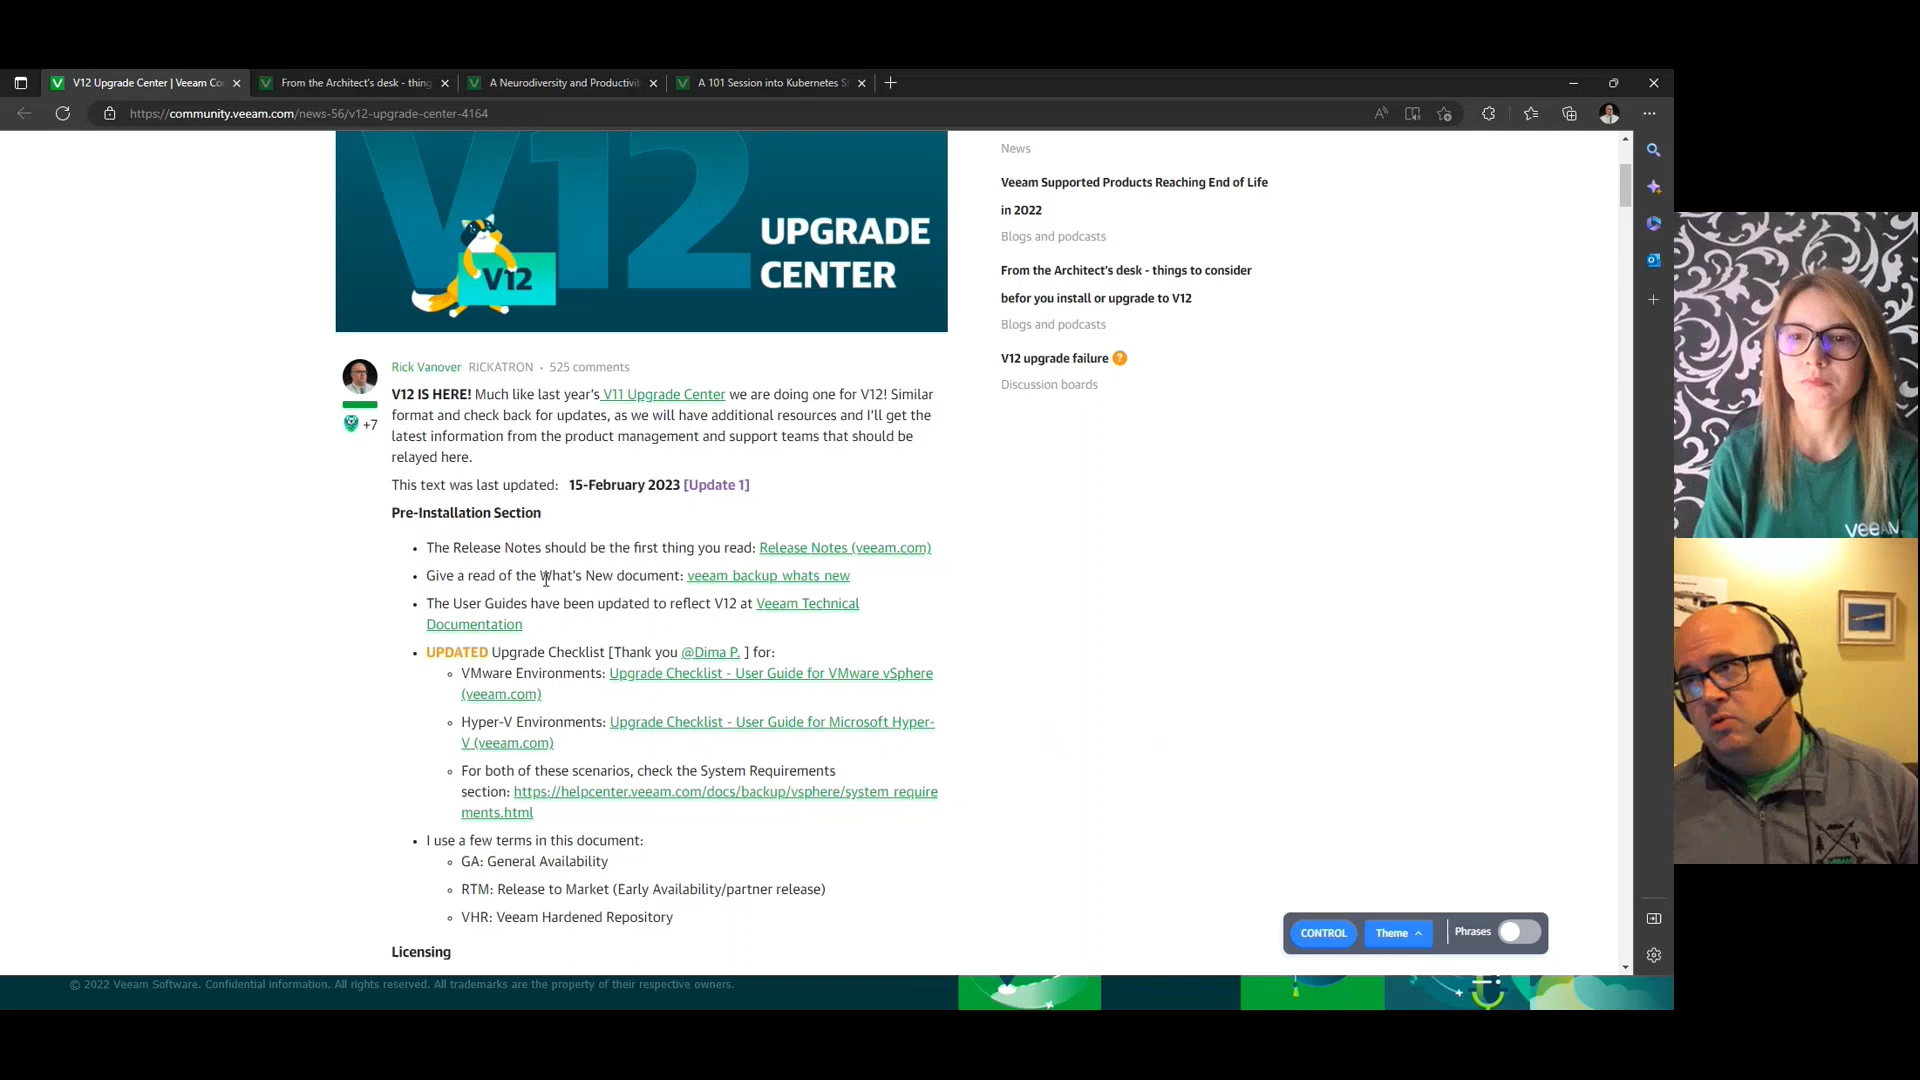 V12 Upgrade Center | Veeam Co
From the Architect's desk - thing
A Neurodiversity and Productivit
A 101 Session into Kubernetes S
https://community.veeam.com/news-56/v12-upgrade-center-4164
V12
UPGRADE
CENTER
V12
News
Veeam Supported Products Reaching End of Life
in 2022
Blogs and podcasts
From the Architect's desk - things to consider
befor you install or upgrade to V12
Blogs and podcasts
V12 upgrade failure ?
Discussion boards
Rick Vanover RICKATRON · 525 comments
+7
V12 IS HERE! Much like last year's V11 Upgrade Center we are doing one for V12! Similar
format and check back for updates, as we will have additional resources and I'll get the
latest information from the product management and support teams that should be
relayed here.
This text was last updated: 15-February 2023 [Update 1]
Pre-Installation Section
• The Release Notes should be the first thing you read: Release Notes (veeam.com)
• Give a read of the What's New document: veeam_backup_whats_new
• The User Guides have been updated to reflect V12 at Veeam Technical
Documentation
• UPDATED Upgrade Checklist [Thank you @Dima P. ] for:
◦ VMware Environments: Upgrade Checklist - User Guide for VMware vSphere
(veeam.com)
◦ Hyper-V Environments: Upgrade Checklist - User Guide for Microsoft Hyper-
V (veeam.com)
◦ For both of these scenarios, check the System Requirements
section: https://helpcenter.veeam.com/docs/backup/vsphere/system_require
ments.html
• I use a few terms in this document:
◦ GA: General Availability
◦ RTM: Release to Market (Early Availability/partner release)
◦ VHR: Veeam Hardened Repository
Licensing
CONTROL
Theme
Phrases
© 2022 Veeam Software. Confidential information. All rights reserved. All trademarks are the property of their respective owners.
veeAM